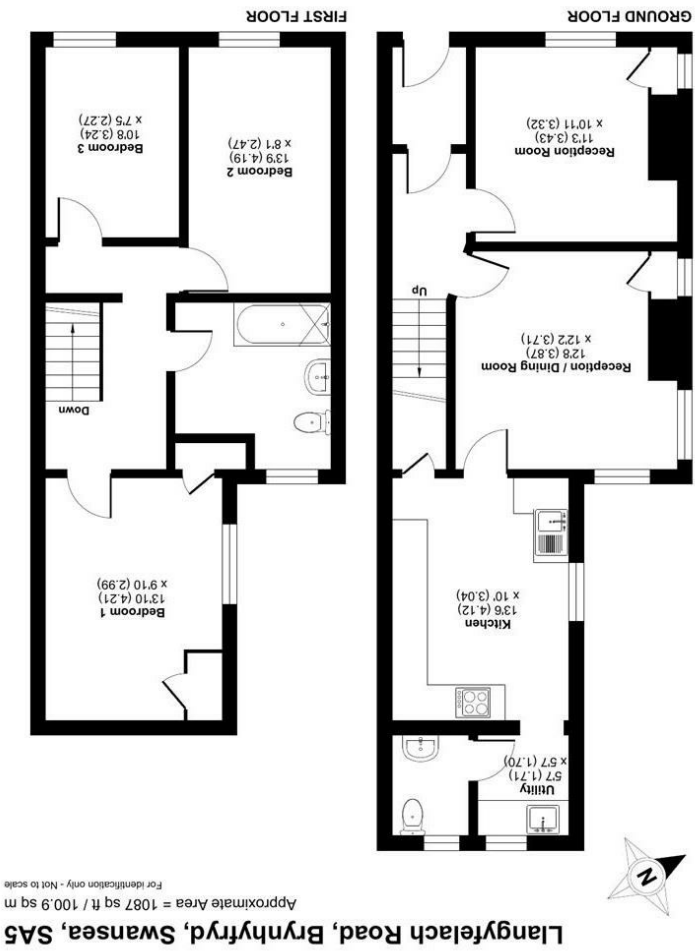 Llangyfelach Road, Brynhyfryd, Swansea, SA5
Approximate Area = 1087 sq ft / 100.9 sq m
For identification only - Not to scale
N
Utility
5'7 (1.71)
x 5'7 (1.70)
Kitchen
13'6 (4.12)
x 10' (3.04)
Reception / Dining Room
12'8 (3.87)
x 12'2 (3.71)
Up
Reception Room
11'3 (3.43)
x 10'11 (3.32)
GROUND FLOOR
Bedroom 1
13'10 (4.21)
x 9'10 (2.99)
Down
Bedroom 2
13'9 (4.19)
x 8'1 (2.47)
Bedroom 3
10'8 (3.24)
x 7'5 (2.27)
FIRST FLOOR